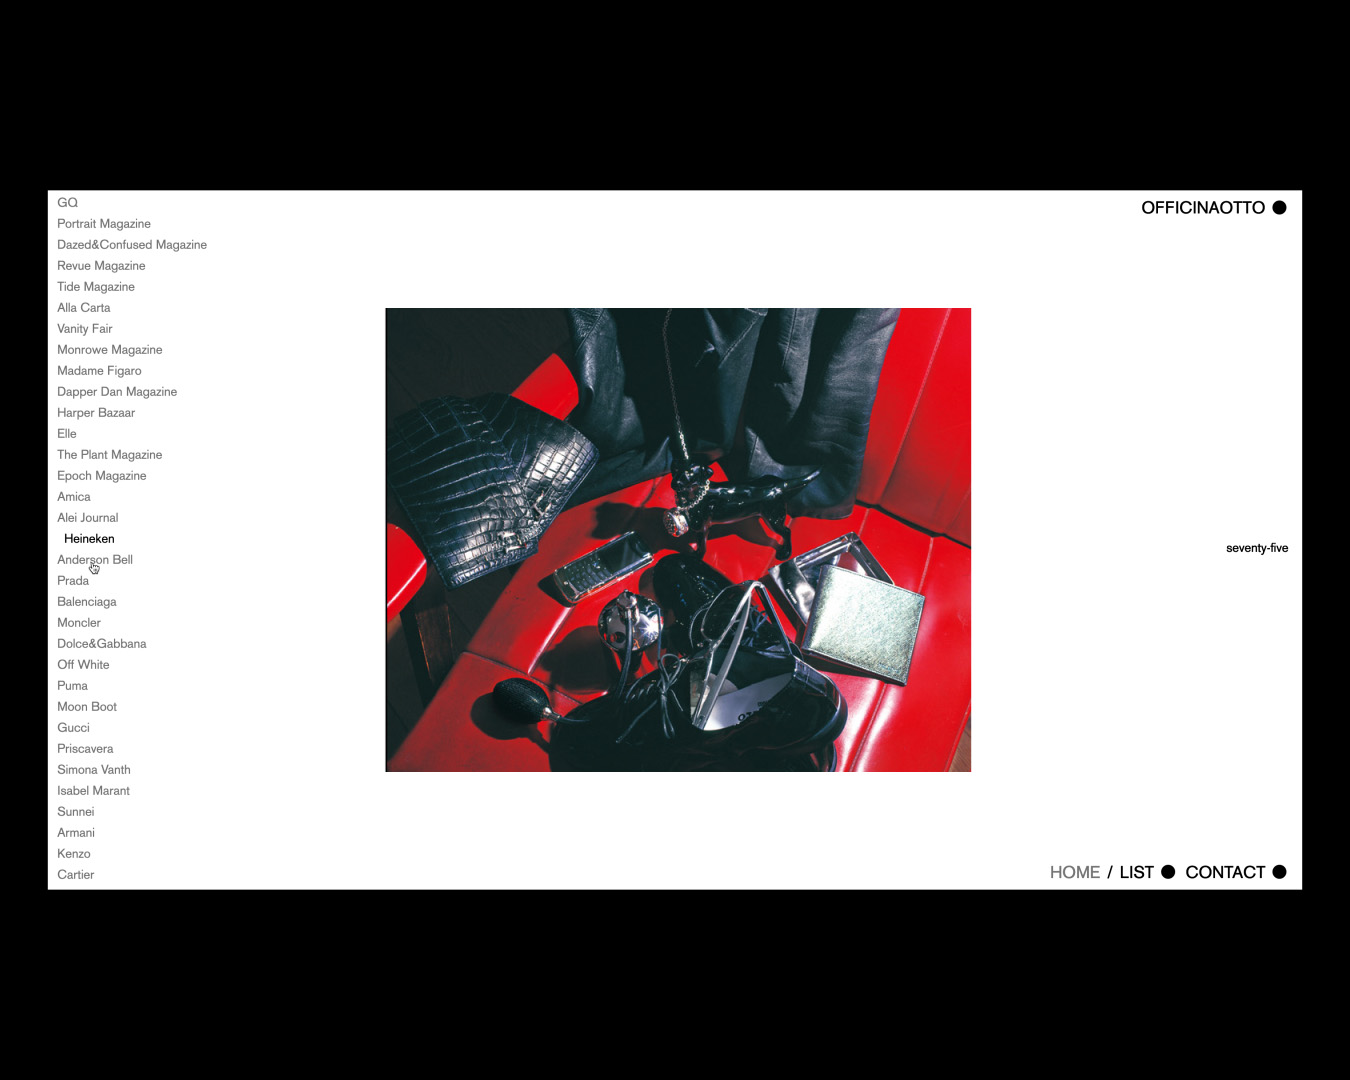 GQ
Portrait Magazine
Dazed&Confused Magazine
Revue Magazine
Tide Magazine
Alla Carta
Vanity Fair
Monrowe Magazine
Madame Figaro
Dapper Dan Magazine
Harper Bazaar
Elle
The Plant Magazine
Epoch Magazine
Amica
Alei Journal
Heineken
Anderson Bell
Prada
Balenciaga
Moncler
Dolce&Gabbana
Off White
Puma
Moon Boot
Gucci
Priscavera
Simona Vanth
Isabel Marant
Sunnei
Armani
Kenzo
Cartier
OFFICINAOTTO
seventy-five
HOME / LIST CONTACT